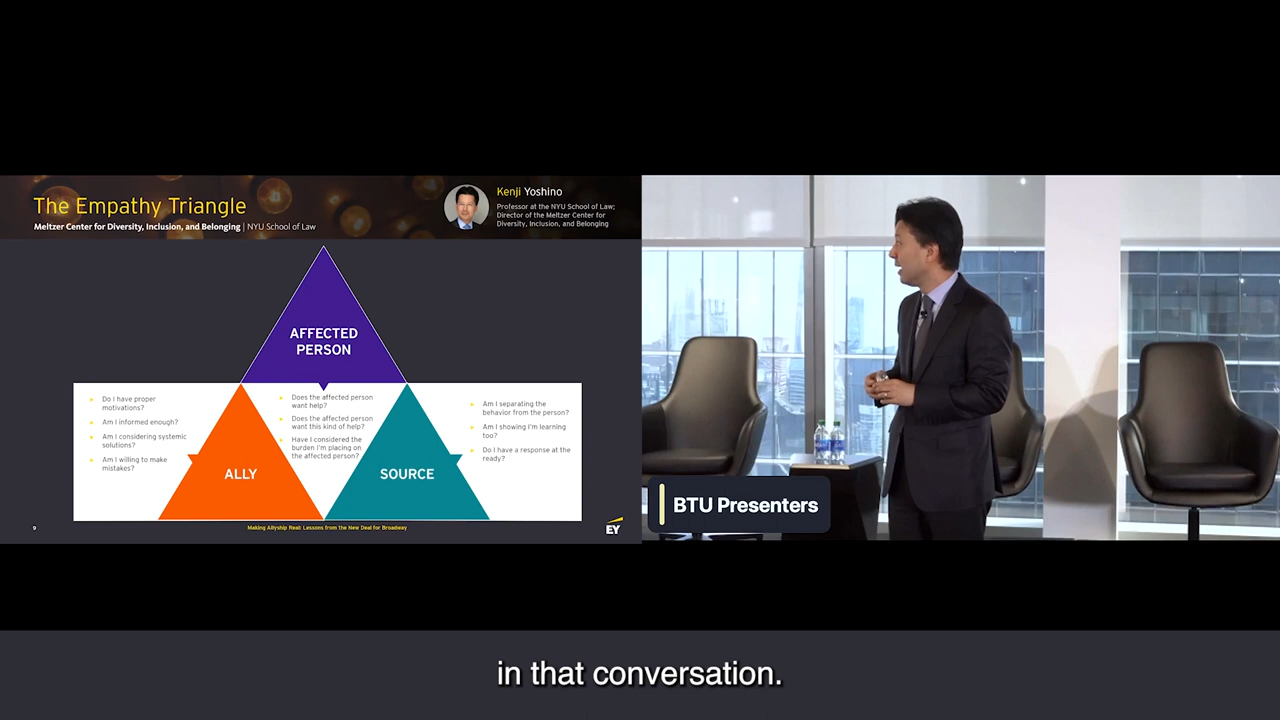 The Empathy Triangle
Meltzer Center for Diversity, Inclusion, and Belonging | NYU School of Law
Kenji Yoshino
Professor at the NYU School of Law;
Director of the Meltzer Center for
Diversity, Inclusion, and Belonging
AFFECTED
PERSON
Do I have proper
motivations?
Am I informed enough?
Am I considering systemic
solutions?
Am I willing to make
mistakes?
Does the affected person
want help?
Does the affected person
want this kind of help?
Have I considered the
burden I'm placing on
the affected person?
Am I separating the
behavior from the person?
Am I showing I'm learning
too?
Do I have a response at the
ready?
ALLY
SOURCE
9
Making Allyship Real: Lessons from the New Deal for Broadway
EY
BTU Presenters
in that conversation.